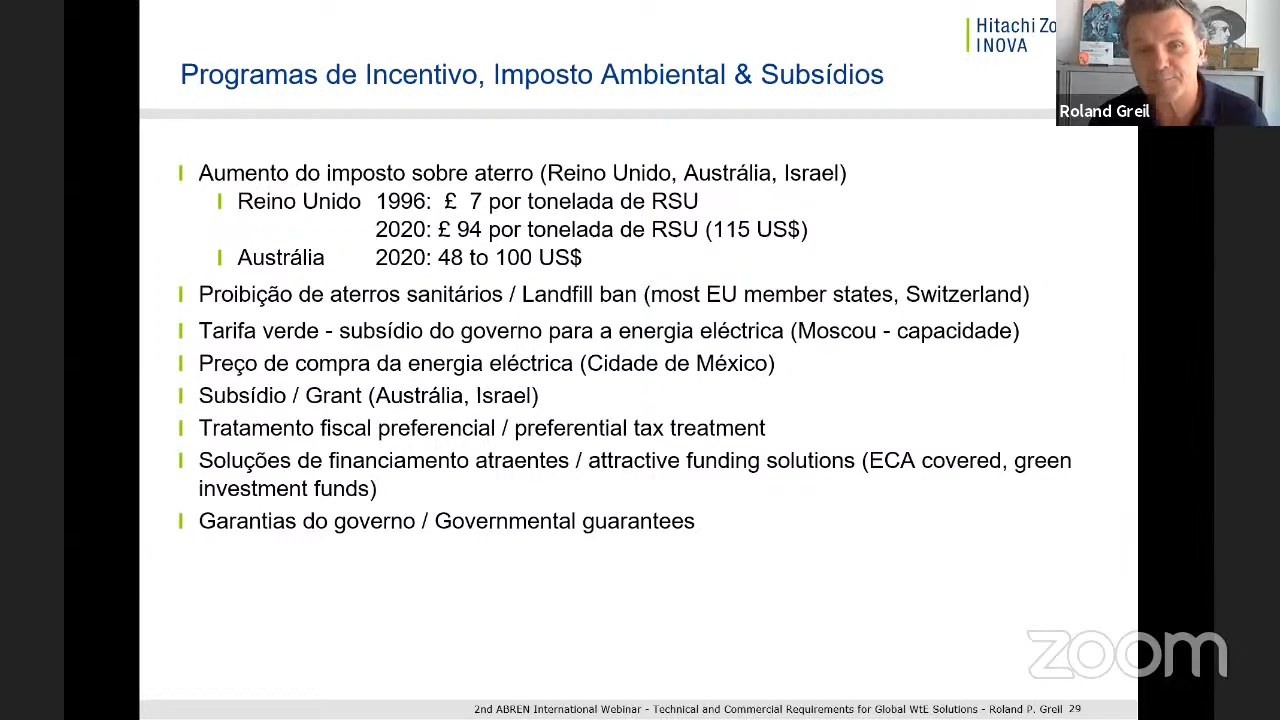 Hitachi Zo
INOVA
Programas de Incentivo, Imposto Ambiental & Subsídios
Roland Greil
Aumento do imposto sobre aterro (Reino Unido, Austrália, Israel)
Reino Unido 1996: £ 7 por tonelada de RSU
2020: £ 94 por tonelada de RSU (115 US$)
Austrália 2020: 48 to 100 US$
Proibição de aterros sanitários / Landfill ban (most EU member states, Switzerland)
Tarifa verde - subsídio do governo para a energia eléctrica (Moscou - capacidade)
Preço de compra da energia eléctrica (Cidade de México)
Subsídio / Grant (Austrália, Israel)
Tratamento fiscal preferencial / preferential tax treatment
Soluções de financiamento atraentes / attractive funding solutions (ECA covered, green
investment funds)
Garantias do governo / Governmental guarantees
zoom
2nd ABREN International Webinar - Technical and Commercial Requirements for Global WtE Solutions - Roland P. Greil 29